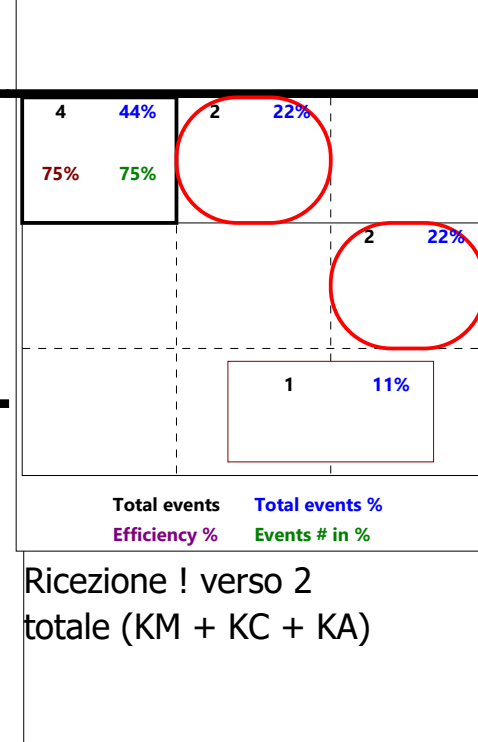 4 44% 2 22%
75% 75%
2 22%
1 11%
Total events Total events %
Efficiency % Events # in %
Ricezione ! verso 2
totale (KM + KC + KA)